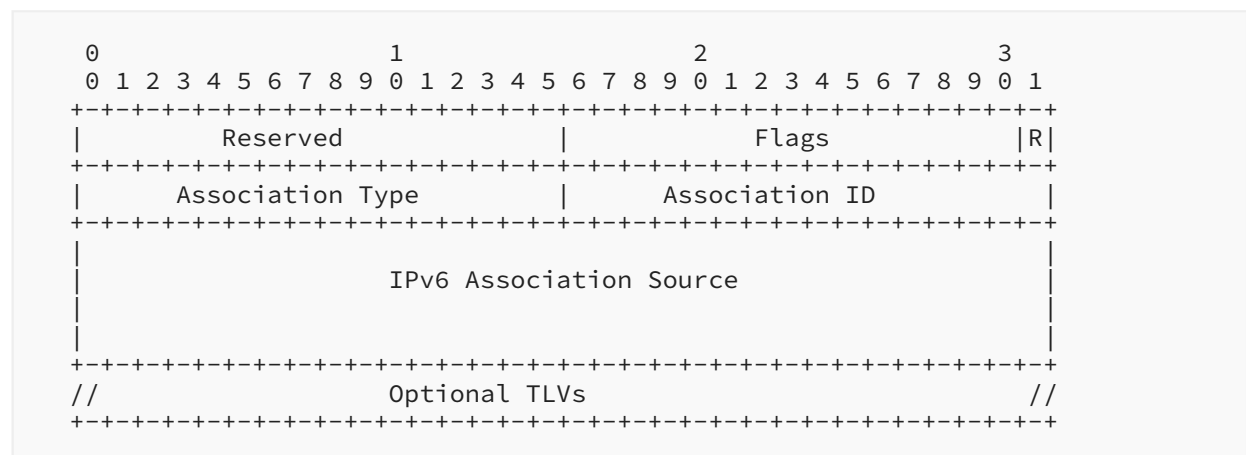 0                   1                   2                   3
 0 1 2 3 4 5 6 7 8 9 0 1 2 3 4 5 6 7 8 9 0 1 2 3 4 5 6 7 8 9 0 1
+-+-+-+-+-+-+-+-+-+-+-+-+-+-+-+-+-+-+-+-+-+-+-+-+-+-+-+-+-+-+-+-+
|         Reserved              |            Flags            |R|
+-+-+-+-+-+-+-+-+-+-+-+-+-+-+-+-+-+-+-+-+-+-+-+-+-+-+-+-+-+-+-+-+
|      Association Type         |      Association ID           |
+-+-+-+-+-+-+-+-+-+-+-+-+-+-+-+-+-+-+-+-+-+-+-+-+-+-+-+-+-+-+-+-+
|                                                               |
|                    IPv6 Association Source                    |
|                                                               |
|                                                               |
+-+-+-+-+-+-+-+-+-+-+-+-+-+-+-+-+-+-+-+-+-+-+-+-+-+-+-+-+-+-+-+-+
//                   Optional TLVs                             //
+-+-+-+-+-+-+-+-+-+-+-+-+-+-+-+-+-+-+-+-+-+-+-+-+-+-+-+-+-+-+-+-+